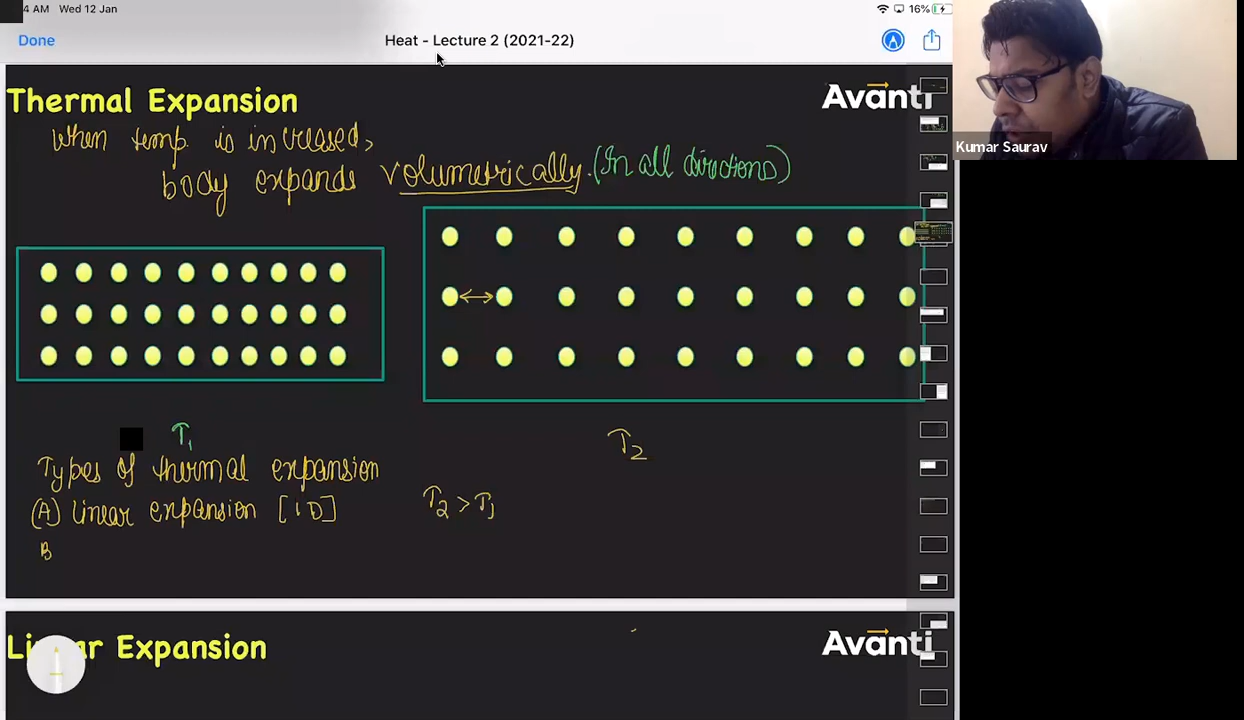 4 AM Wed 12 Jan
16%
Done
Heat - Lecture 2 (2021-22)
Thermal Expansion
Avanti
when temp. is increased,
body expands volumetrically. (In all directions)
Kumar Saurav
T1
T2
Types of thermal expansion
(A) linear expansion [1D]
T2 > T1
B
Avanti